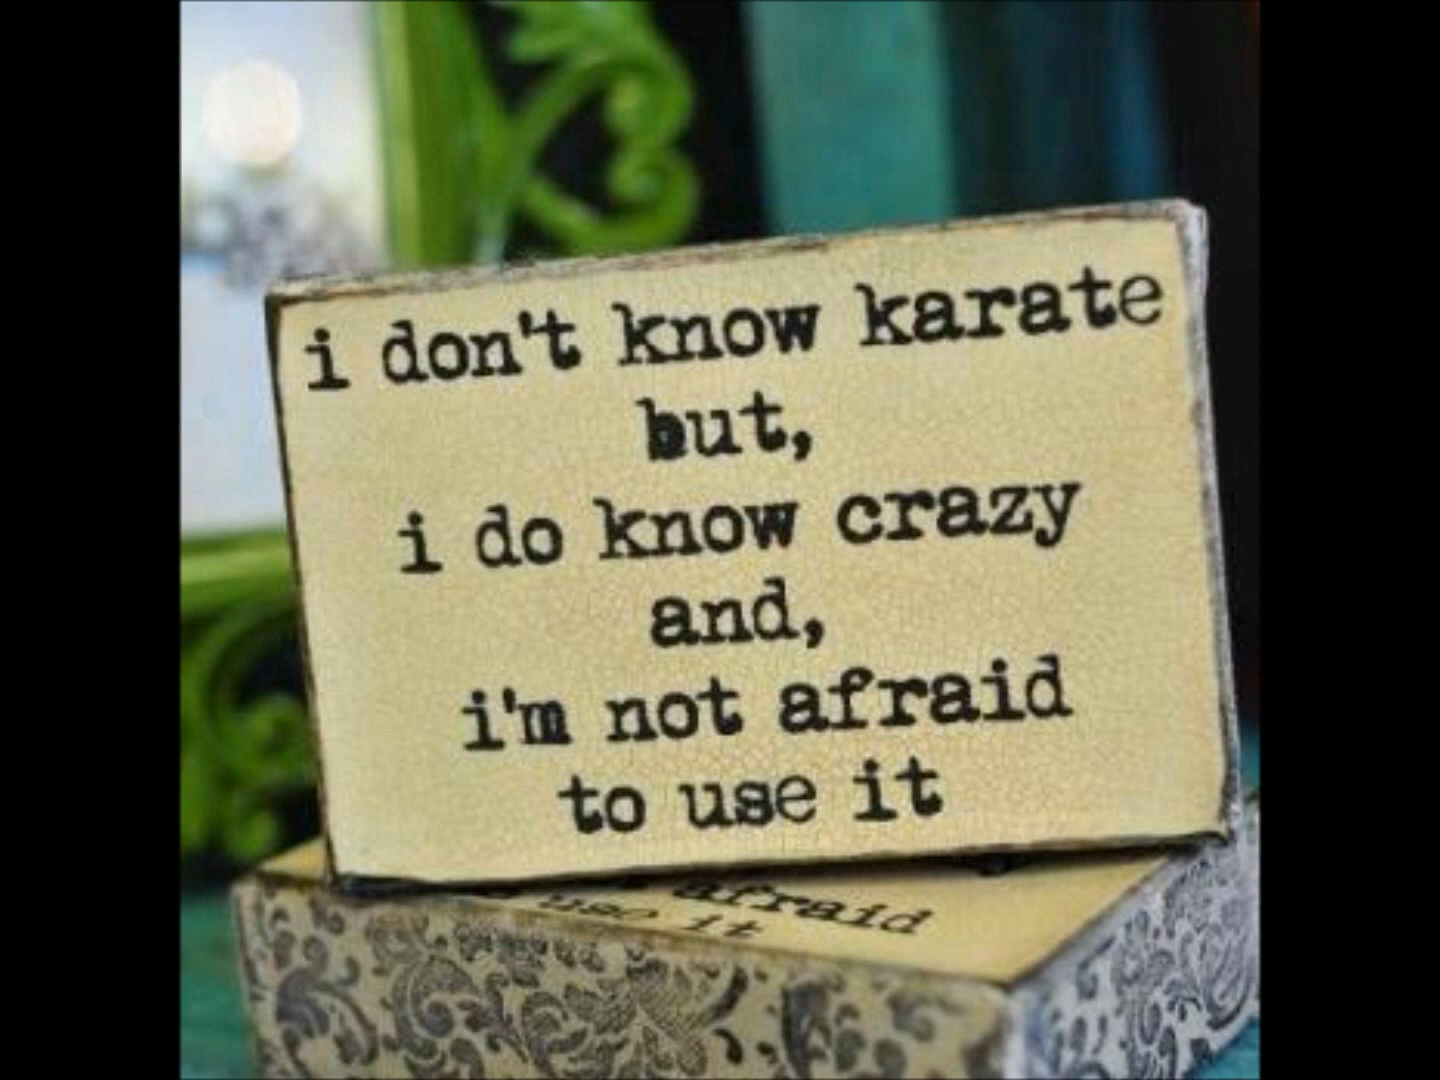 i don't know karate
but,
i do know crazy
and,
i'm not afraid
to use it
afraid
use it